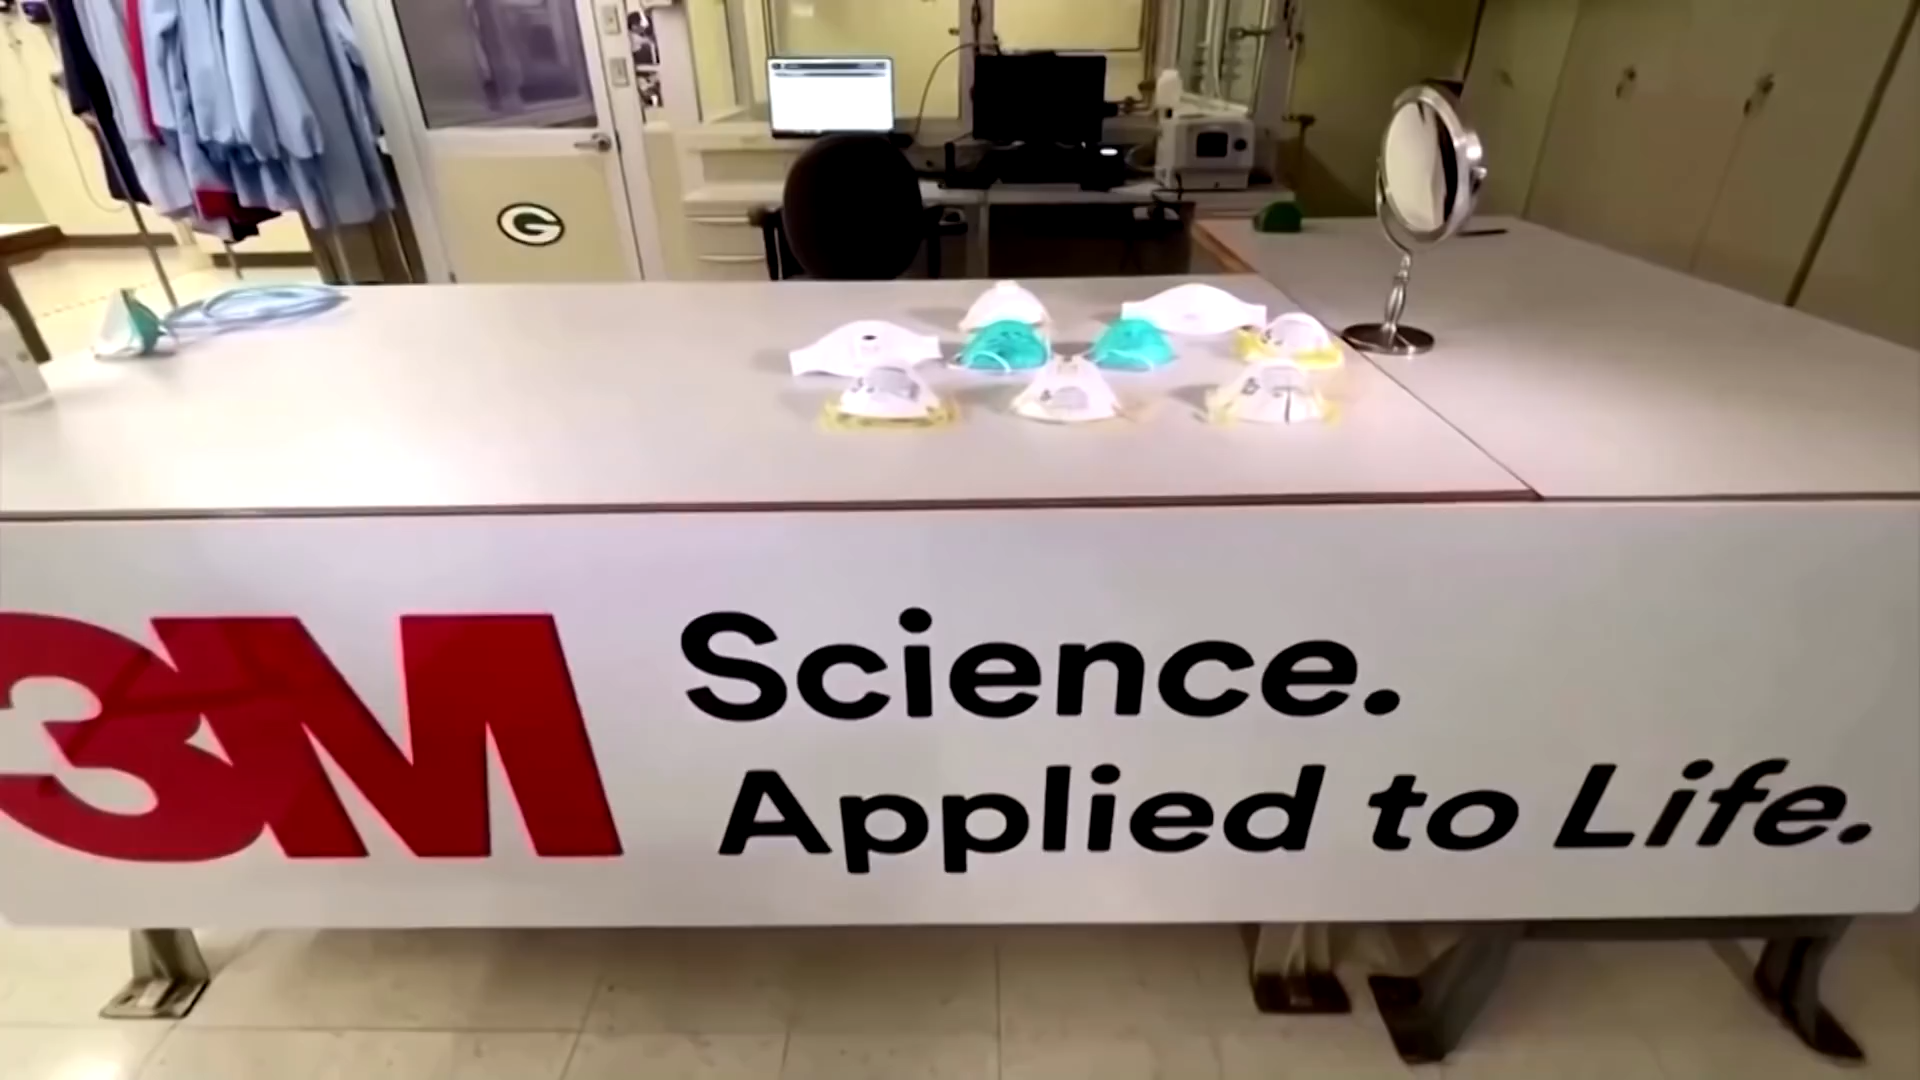 G
3M
Science.
Applied to Life.